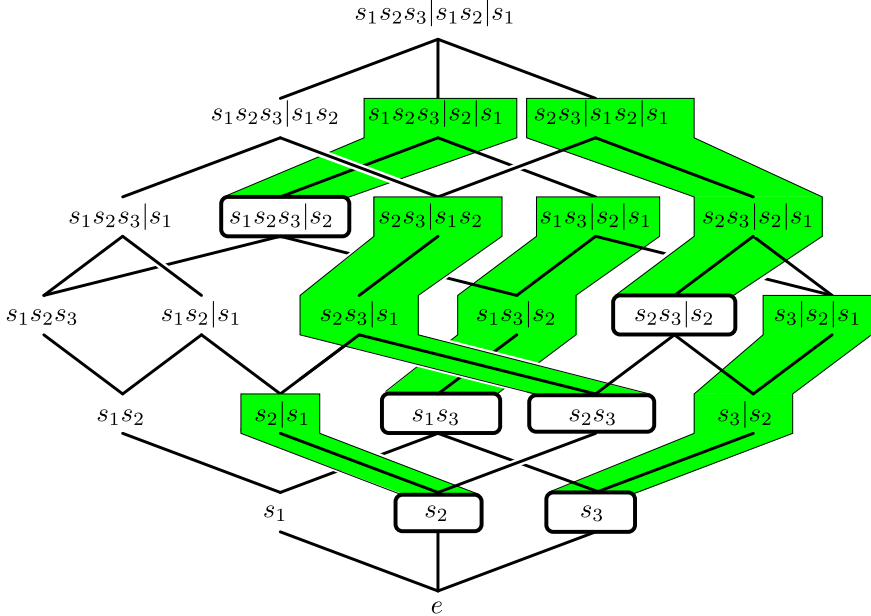 s₁s₂s₃|s₁s₂|s₁
s₁s₂s₃|s₁s₂ s₁s₂s₃|s₂|s₁ s₂s₃|s₁s₂|s₁
s₁s₂s₃|s₁ s₁s₂s₃|s₂ s₂s₃|s₁s₂ s₁s₃|s₂|s₁ s₂s₃|s₂|s₁
s₁s₂s₃ s₁s₂|s₁ s₂s₃|s₁ s₁s₃|s₂ s₂s₃|s₂ s₃|s₂|s₁
s₁s₂ s₂|s₁ s₁s₃ s₂s₃ s₃|s₂
s₁ s₂ s₃
e